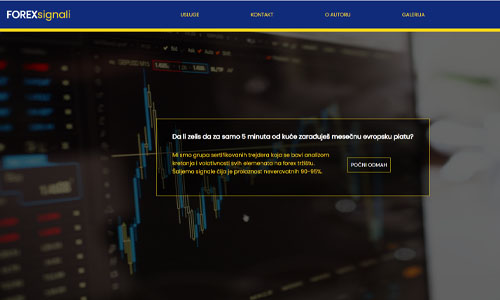 FOREXsignali
USLUGE KONTAKT O AUTORU GALERIJA
Da li zelis da za samo 5 minuta od kuće zaraduješ mesečnu evropsku platu?
Mi smo grupa sertifikovanih trejdera koja se bavi analizom
kretanja i volativnosti svih elemenata na forex tržištu.
Šaljemo signale čija je prolaznost neverovatnih 90-95%.
POČNI ODMAH